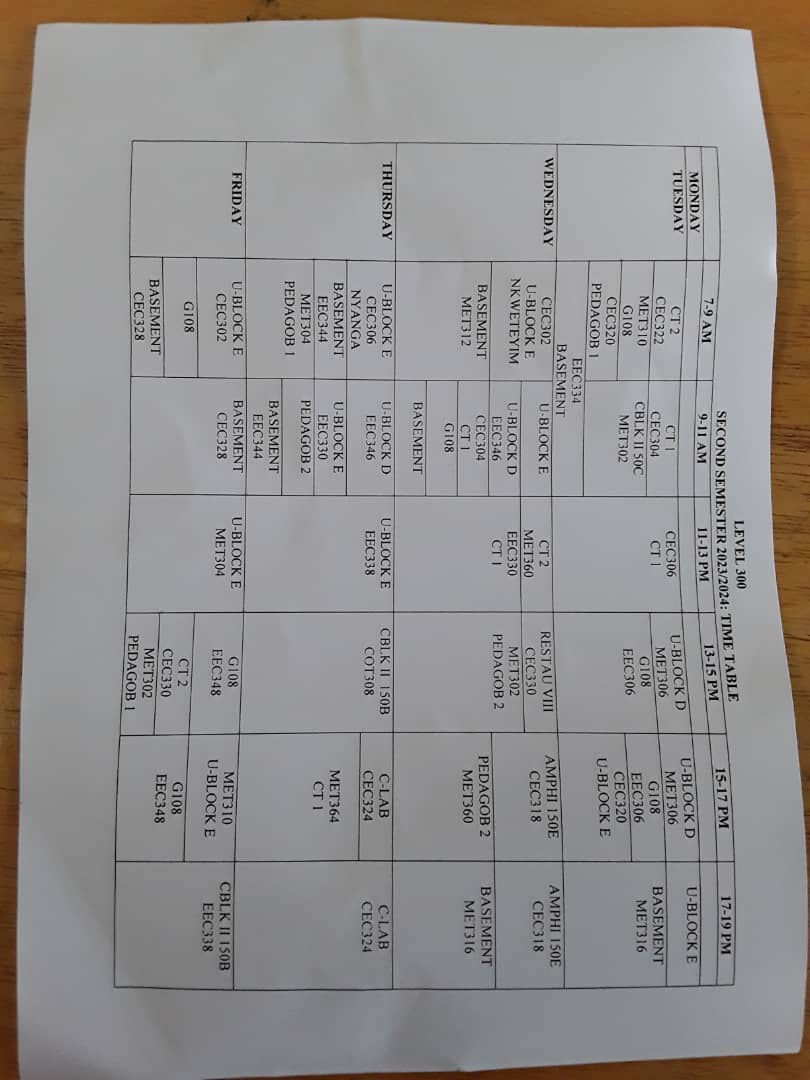 LEVEL 300
SECOND SEMESTER 2023/2024: TIME TABLE
7-9 AM
9-11 AM
11-13 PM
13-15 PM
15-17 PM
17-19 PM
MONDAY
U-BLOCK E
TUESDAY
CT 2
CEC322
MET310
G108
CEC320
PEDAGOB 1
EEC334
BASEMENT
CT 1
CEC304
CBLK II 50C
MET302
CEC306
CT 1
U-BLOCK D
MET306
G108
EEC306
U-BLOCK D
MET306
G108
EEC306
CEC320
U-BLOCK E
BASEMENT
MET316
WEDNESDAY
CEC302
U-BLOCK E
NKWETEYIM
BASEMENT
MET312
U-BLOCK E
U-BLOCK D
EEC346
CEC304
CT 1
G108
BASEMENT
CT 2
MET360
EEC330
CT 1
RESTAU VIII
CEC330
MET302
PEDAGOB 2
AMPHI 150E
CEC318
PEDAGOB 2
MET360
AMPHI 150E
CEC318
BASEMENT
MET316
THURSDAY
U-BLOCK E
CEC306
NYANGA
BASEMENT
EEC344
MET304
PEDAGOB 1
U-BLOCK D
EEC346
U-BLOCK E
EEC330
PEDAGOB 2
BASEMENT
EEC344
U-BLOCK E
EEC338
CBLK II 150B
COT308
C-LAB
CEC324
MET364
CT 1
C-LAB
CEC324
FRIDAY
U-BLOCK E
CEC302
G108
BASEMENT
CEC328
BASEMENT
CEC328
U-BLOCK E
MET304
G108
EEC348
CT 2
CEC330
MET302
PEDAGOB 1
MET310
U-BLOCK E
G108
EEC348
CBLK II 150B
EEC338